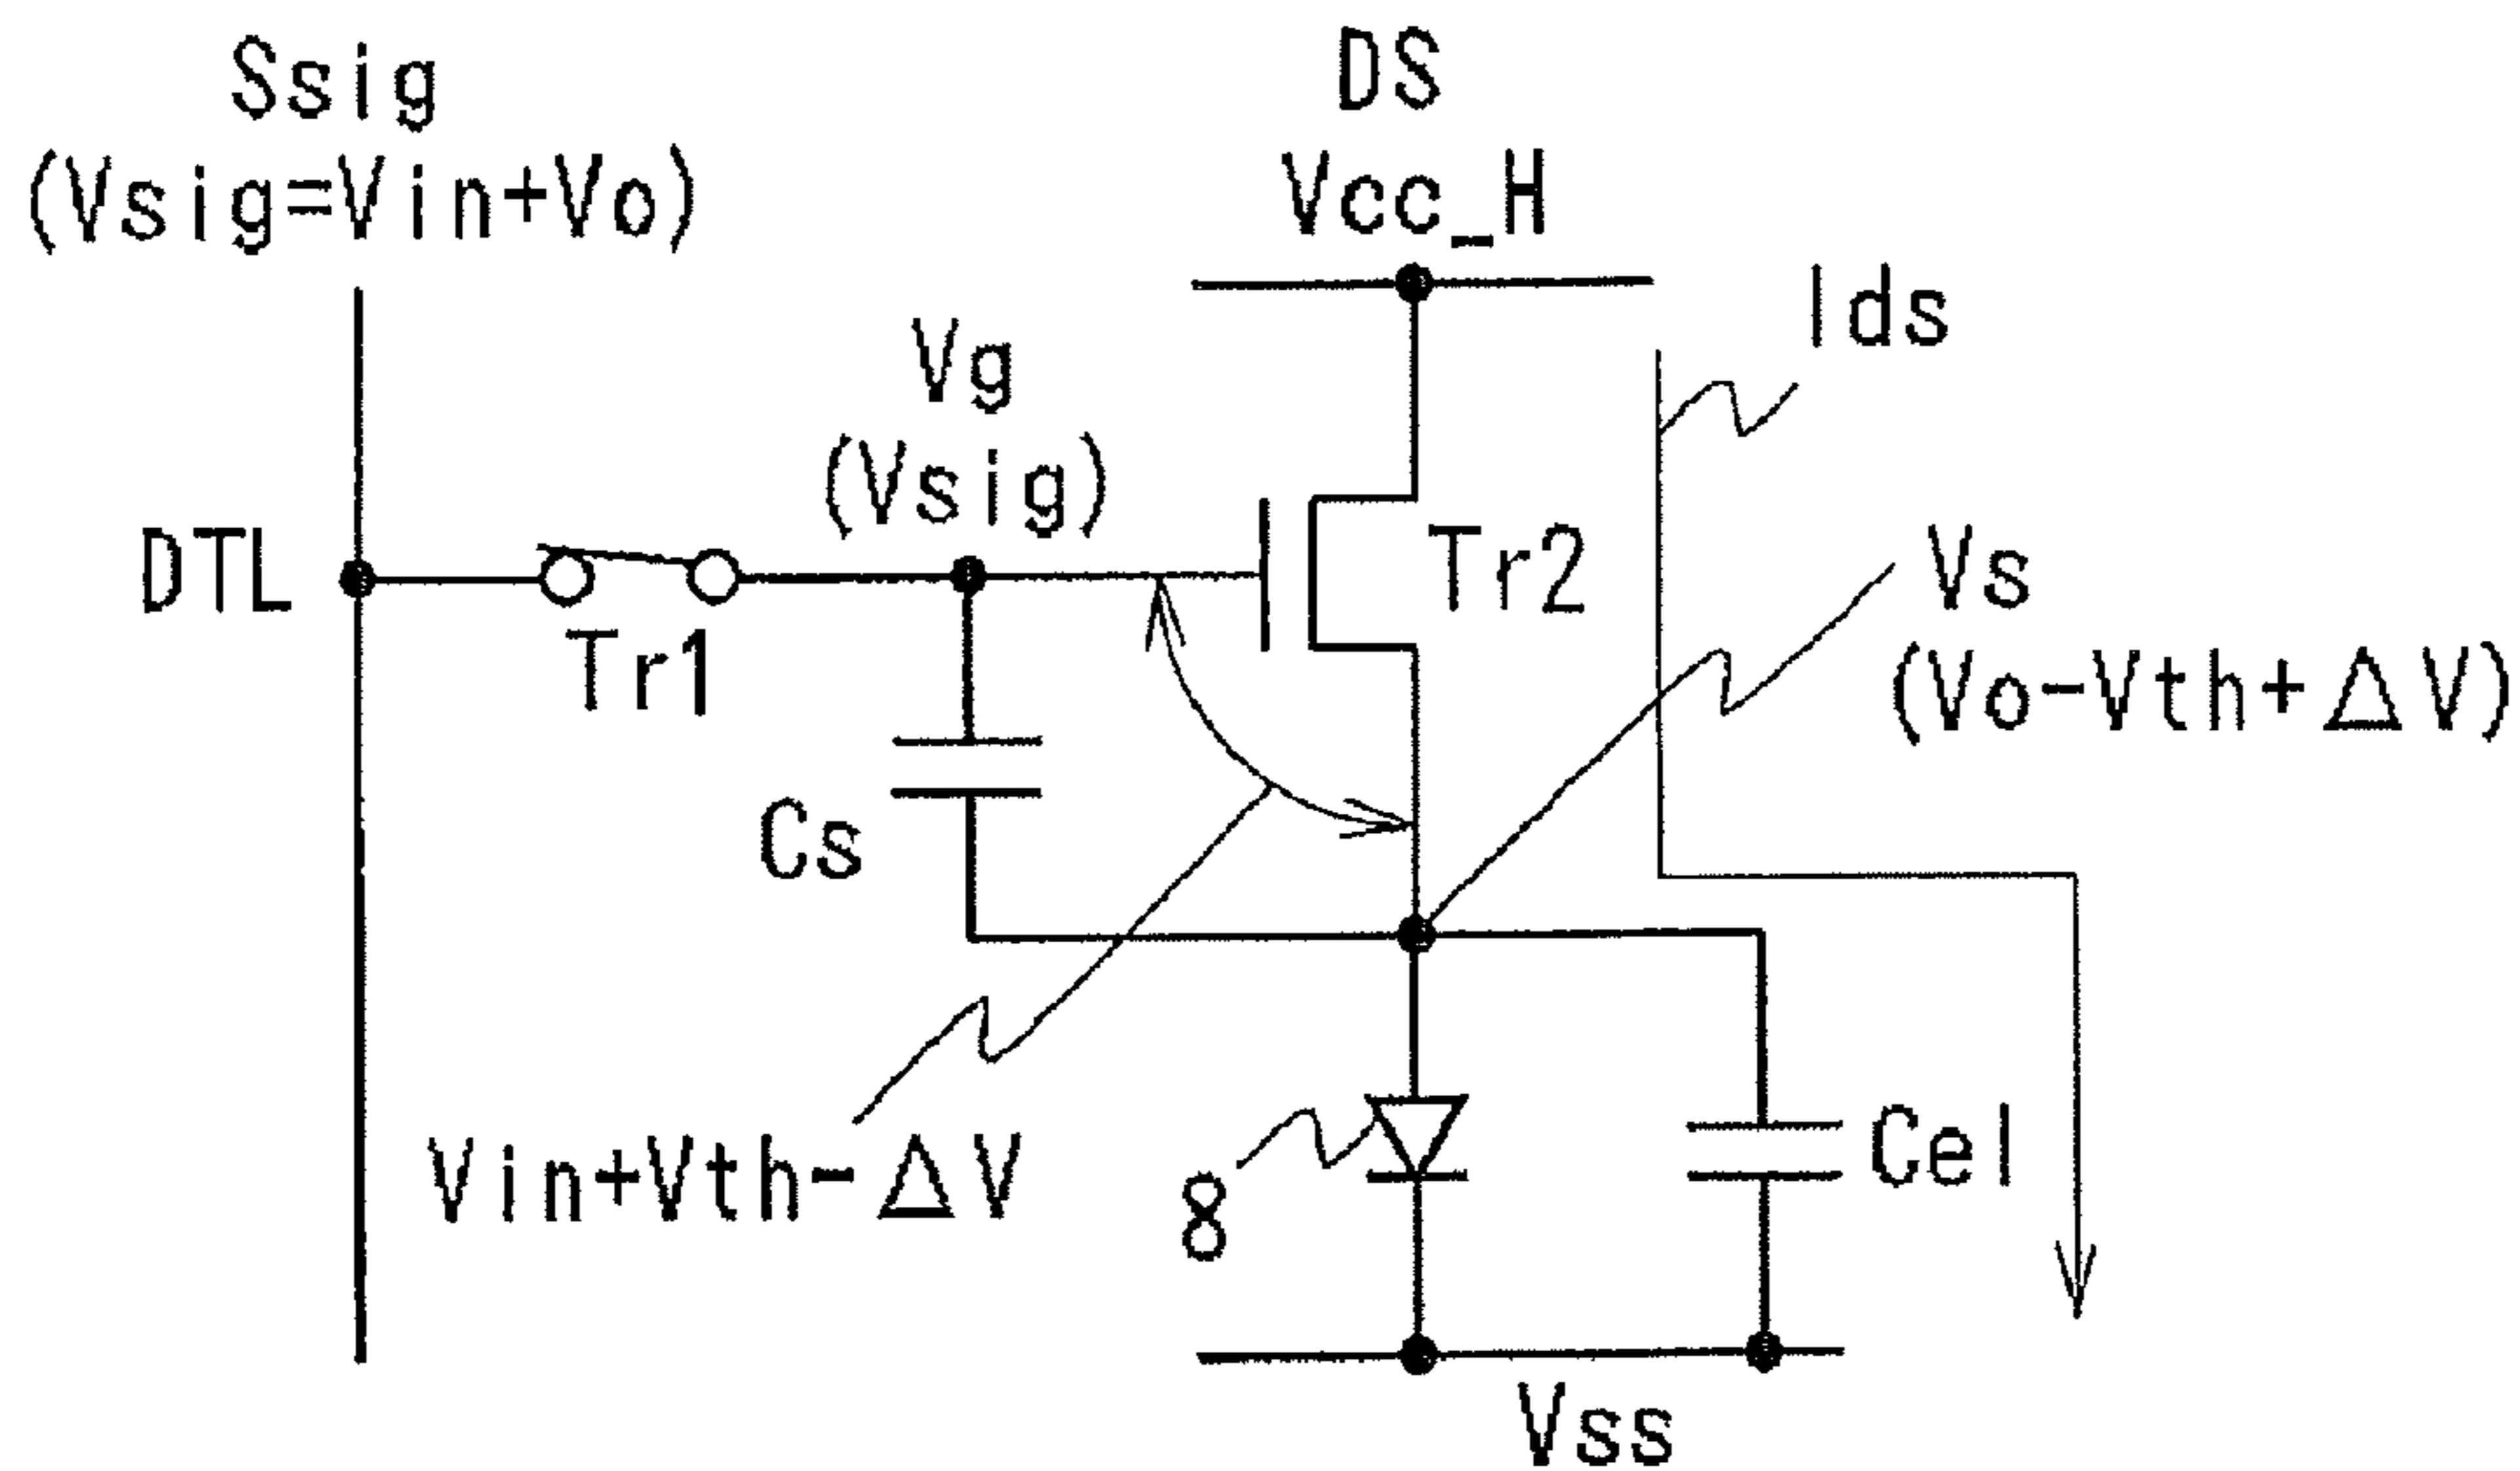 Ssig
(Vsig=Vin+Vo)
DS
Vcc_H
Ids
Vg
(Vsig)
DTL
Tr1
Tr2
Vs
(Vo-Vth+ΔV)
Cs
Vin+Vth-ΔV
8
Cel
Vss